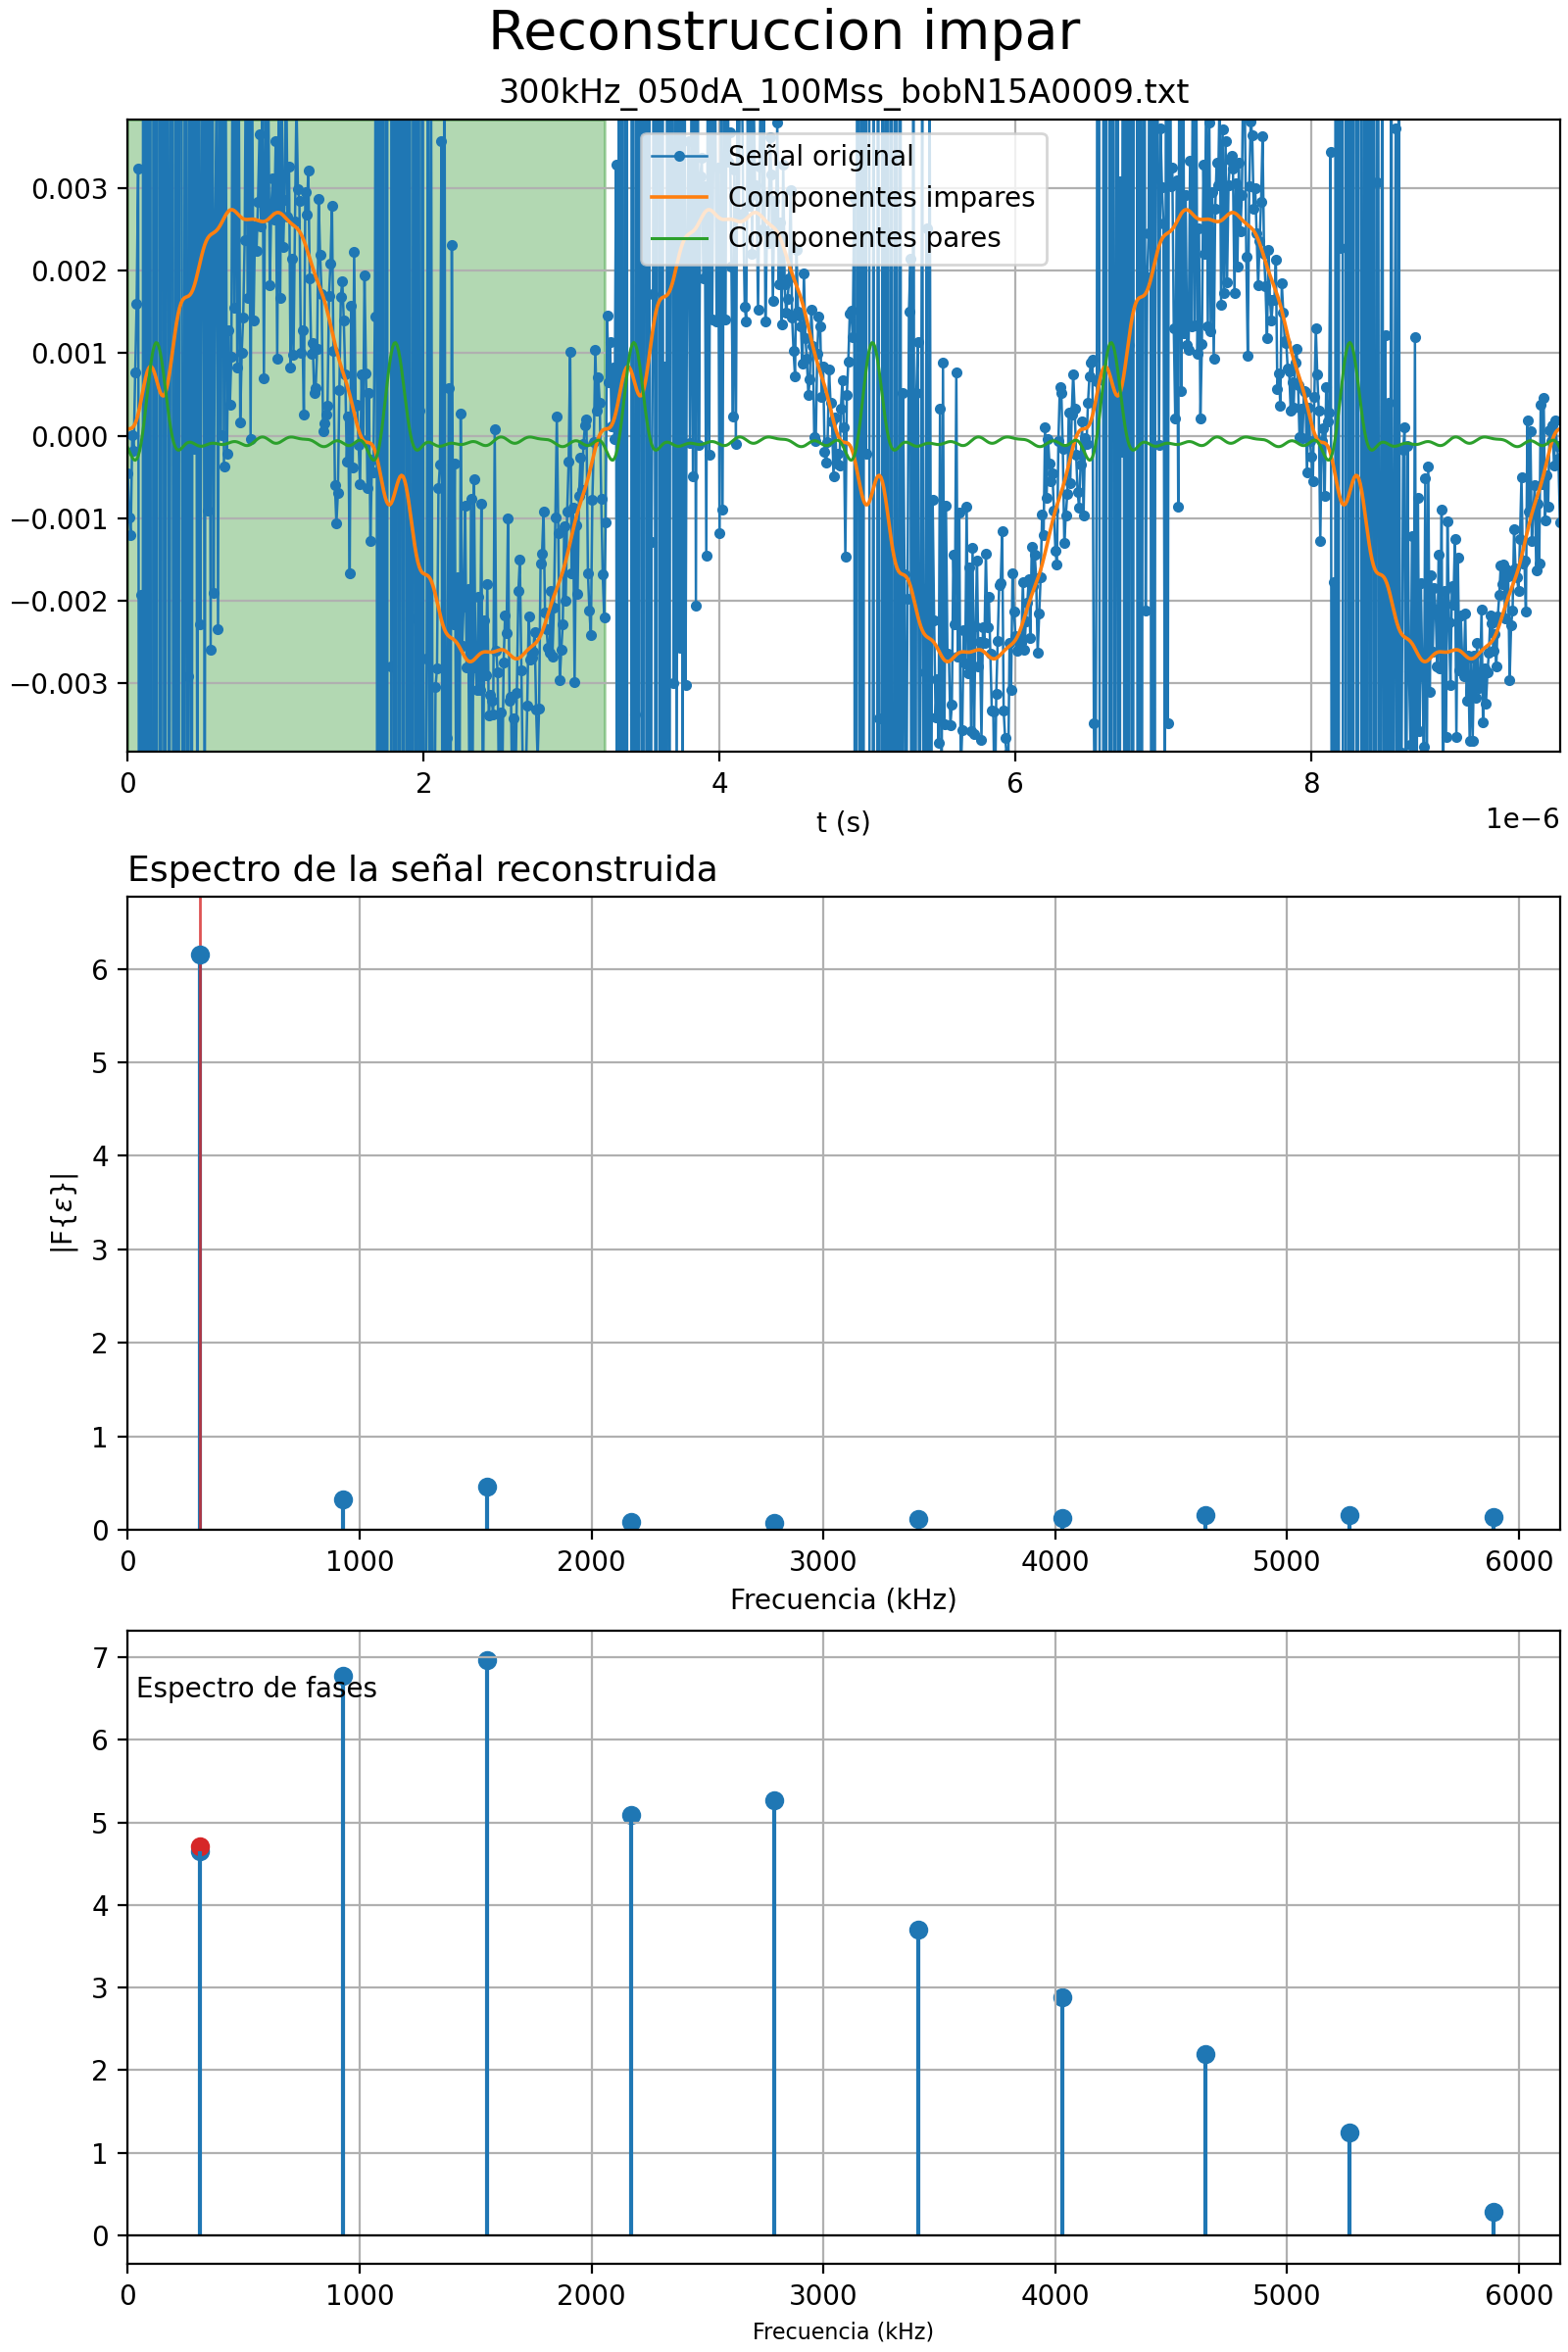 Reconstruccion impar
300kHz_050dA_100Mss_bobN15A0009.txt
Señal original
Componentes impares
Componentes pares
0.003
0.002
0.001
0.000
−0.001
−0.002
−0.003
0 2 4 6 8
1e−6
t (s)
Espectro de la señal reconstruida
6
5
4
3
2
1
0
|F{ε}|
0 1000 2000 3000 4000 5000 6000
Frecuencia (kHz)
Espectro de fases
7
6
5
4
3
2
1
0
0 1000 2000 3000 4000 5000 6000
Frecuencia (kHz)